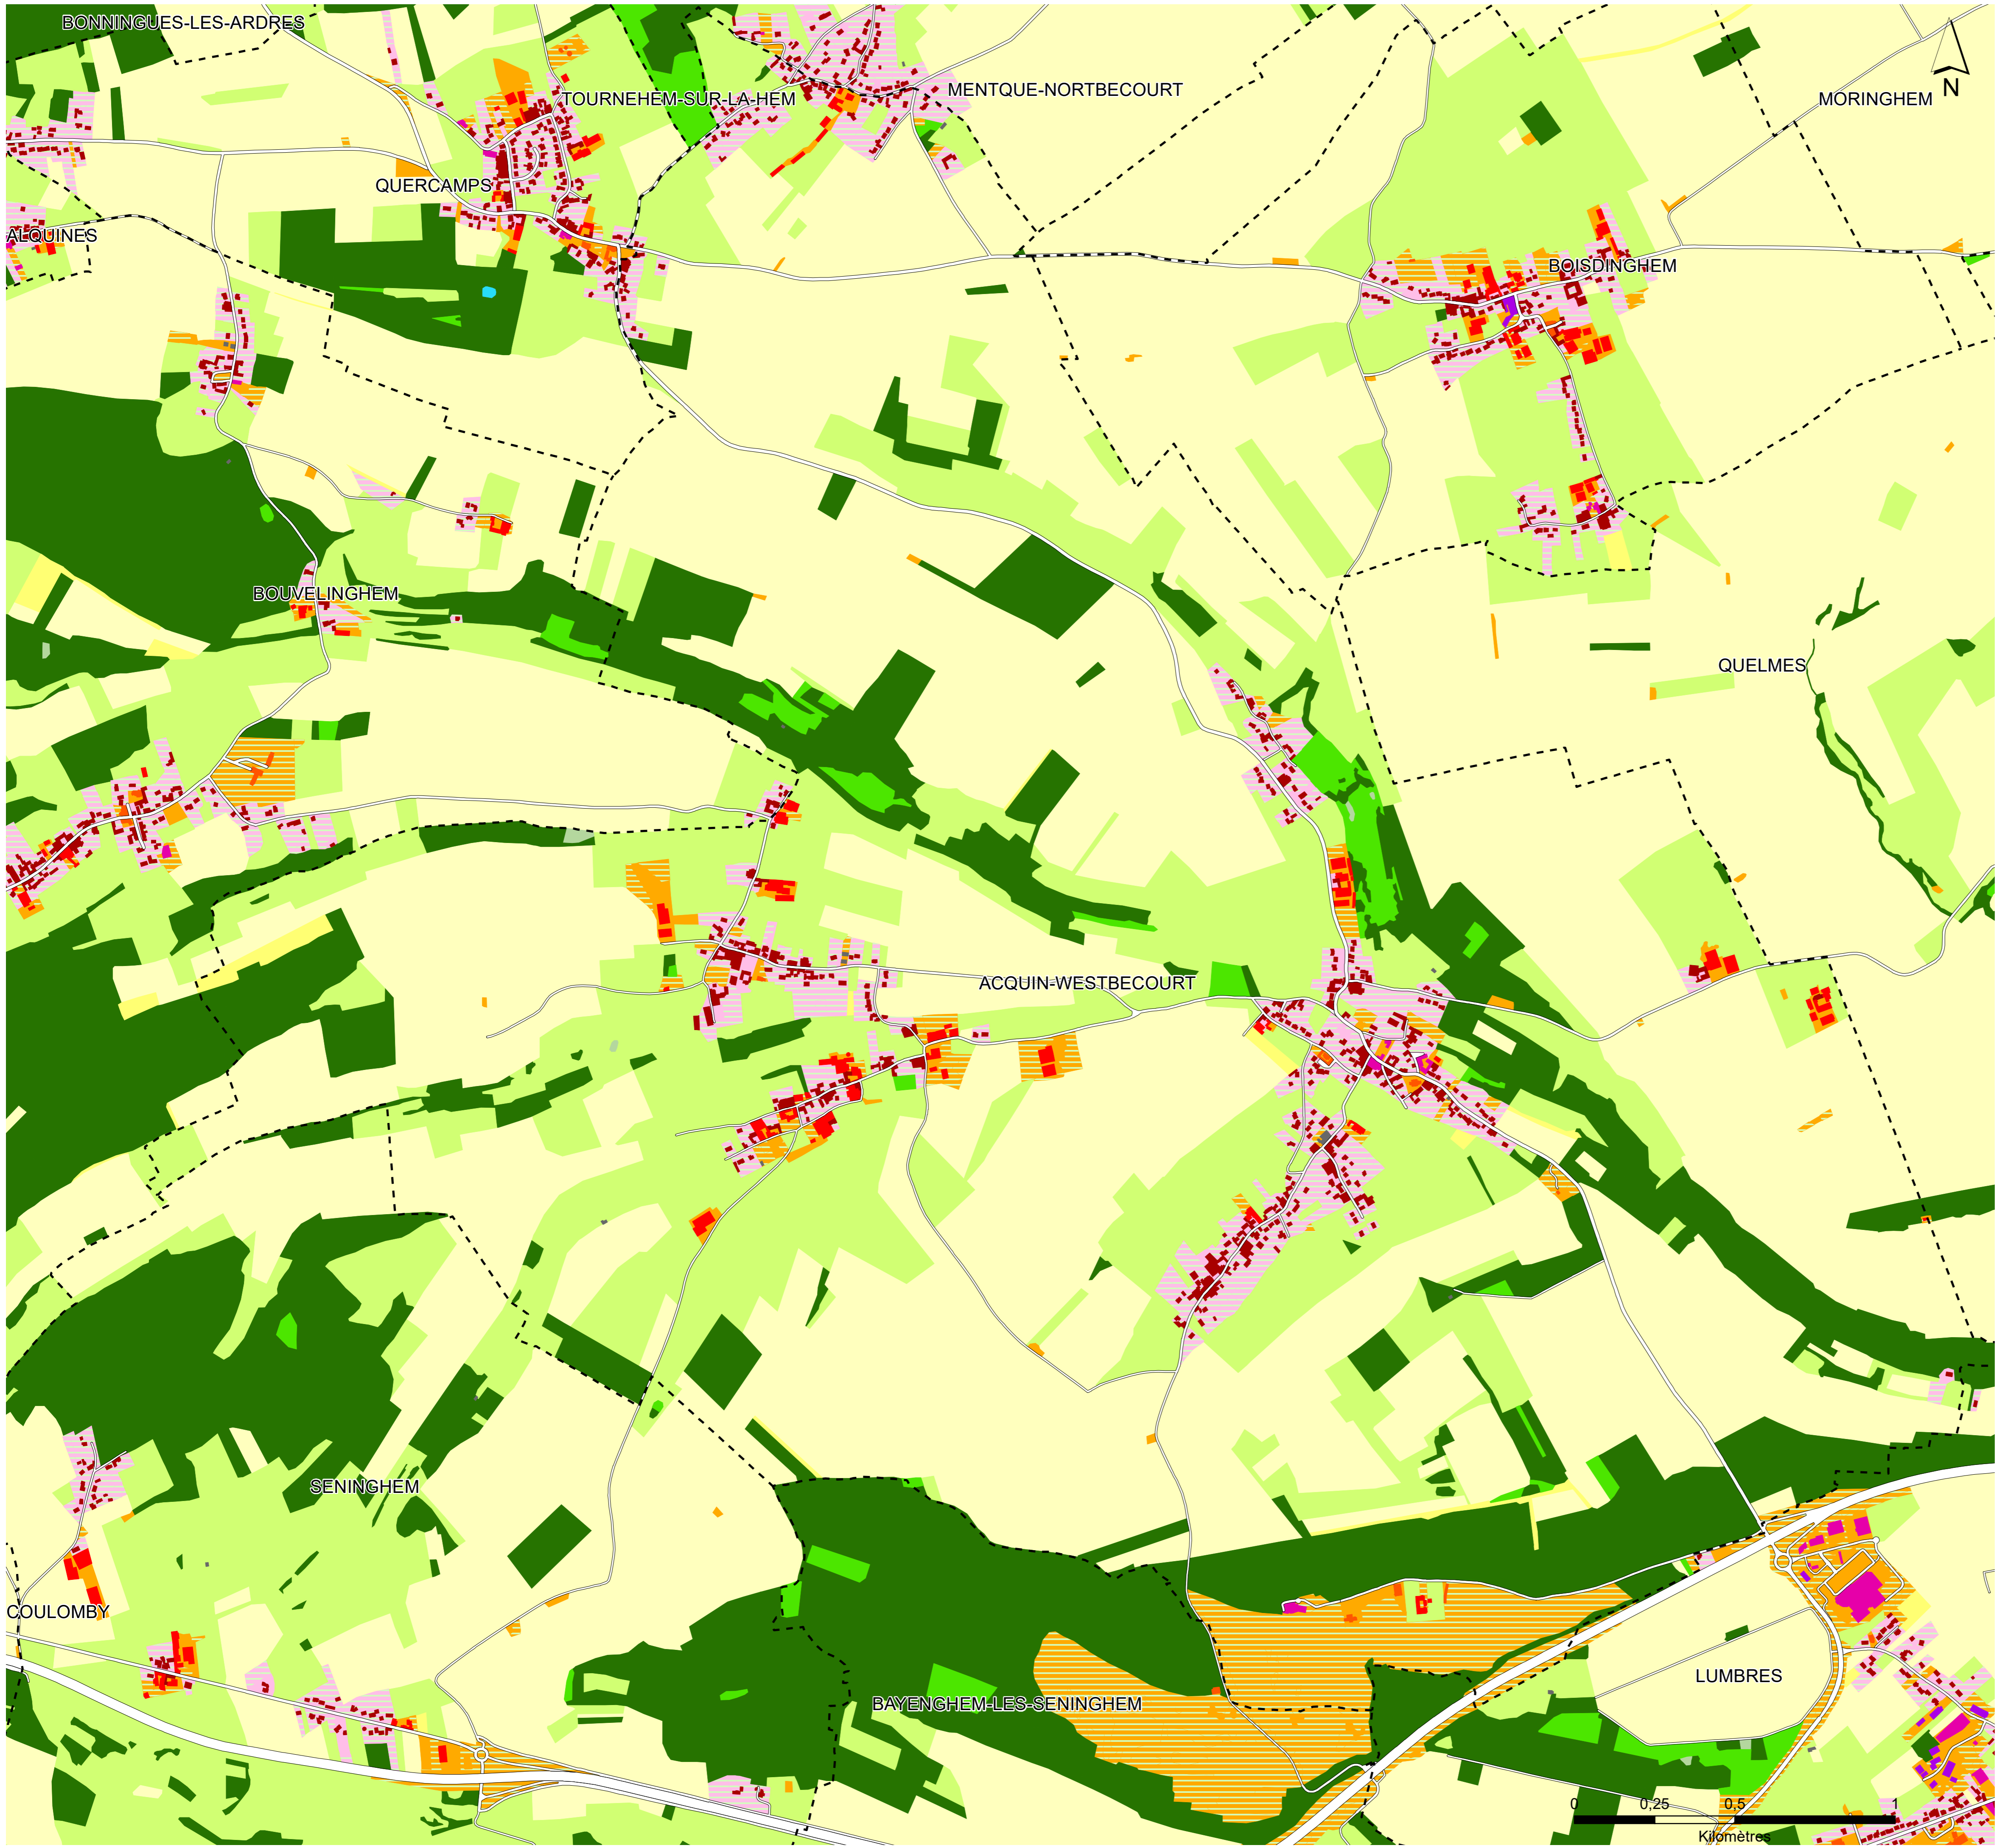 BONNINGUES-LES-ARDRES
TOURNEHEM-SUR-LA-HEM
MENTQUE-NORTBECOURT
MORINGHEM
N
QUERCAMPS
ALQUINES
BOISDINGHEM
BOUVELINGHEM
QUELMES
ACQUIN-WESTBECOURT
SENINGHEM
COULOMBY
LUMBRES
BAYENGHEM-LES-SENINGHEM
0 0,25 0,5 1
Kilomètres